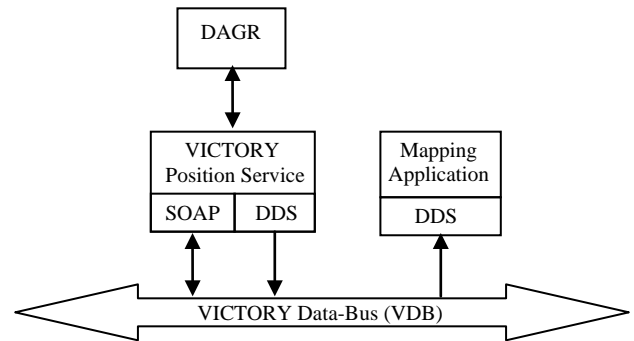 DAGR
VICTORY
Position Service
SOAP
DDS
Mapping
Application
DDS
VICTORY Data-Bus (VDB)